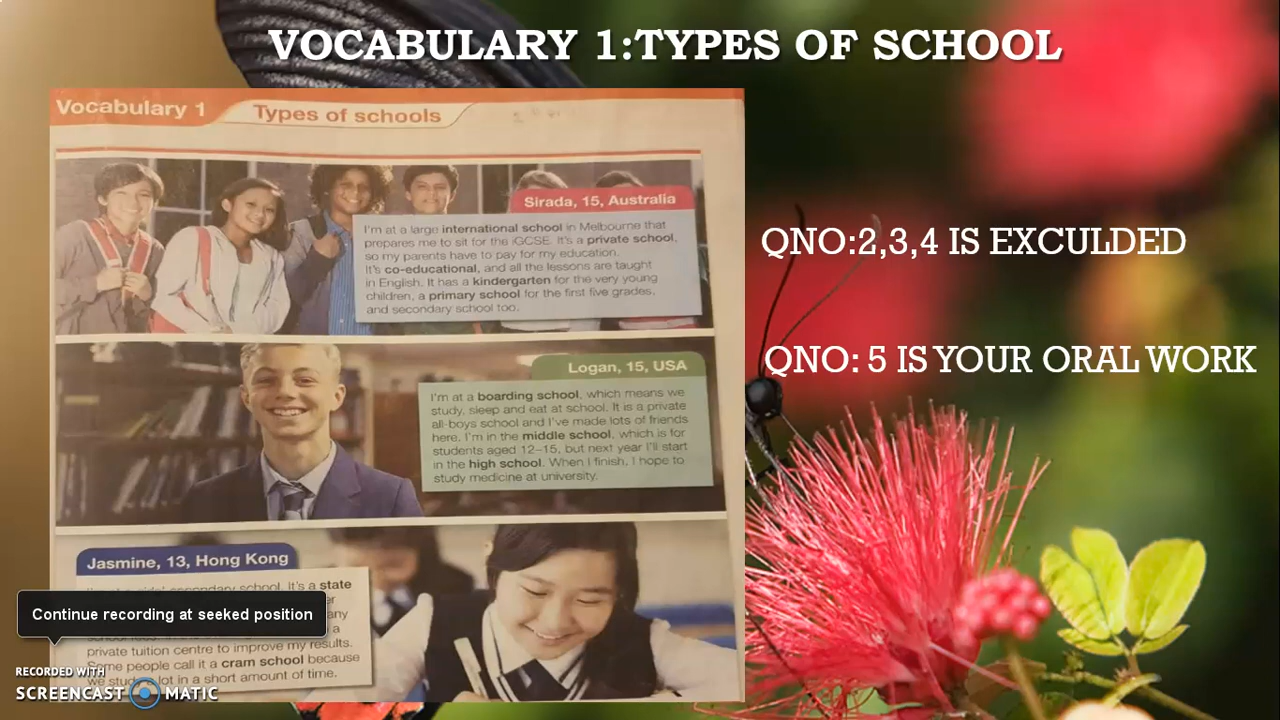 VOCABULARY 1:TYPES OF SCHOOL
Vocabulary 1
Types of schools
Sirada, 15, Australia
I'm at a large international school in Melbourne that
prepares me to sit for the iGCSE. It's a private school,
so my parents have to pay for my education.
It's co-educational, and all the lessons are taught
in English. It has a kindergarten for the very young
children, a primary school for the first five grades,
and secondary school too.
QNO:2,3,4 IS EXCULDED
QNO: 5 IS YOUR ORAL WORK
Logan, 15, USA
I'm at a boarding school, which means we
study, sleep and eat at school. It is a private
all-boys school and I've made lots of friends
here. I'm in the middle school, which is for
students aged 12–15, but next year I'll start
in the high school. When I finish, I hope to
study medicine at university.
Jasmine, 13, Hong Kong
secondary school. It's a state
any
a
private tuition centre to improve my results.
Some people call it a cram school because
we study a lot in a short amount of time.
Continue recording at seeked position
RECORDED WITH
SCREENCAST MATIC